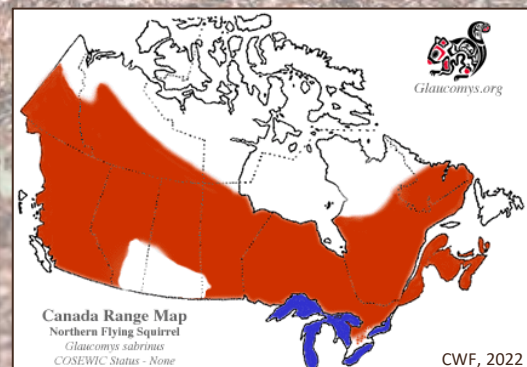 Glaucomys.org
Canada Range Map
Northern Flying Squirrel
Glaucomys sabrinus
COSEWIC Status - None
CWF, 2022